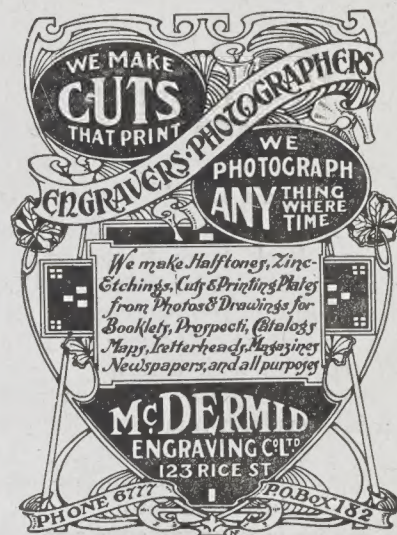 WE MAKE
CUTS
THAT PRINT
ENGRAVERS · PHOTOGRAPHERS
WE
PHOTOGRAPH
ANY THING
WHERE
TIME
We make Halftones, Zinc-
Etchings, Cuts & Printing Plates
from Photos & Drawings for
Booklets, Prospecti, Catalogs
Maps, Letterheads, Magazines
Newspapers, and all purposes
McDERMID
ENGRAVING CO. LTD
123 RICE ST
PHONE 6777
P.O. BOX 182